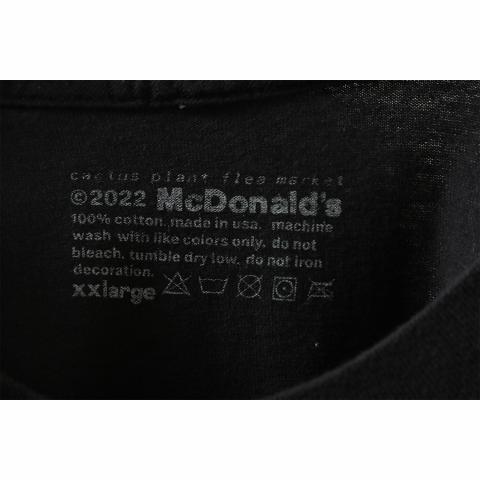 cactus plant flea market
©2022 McDonald's
100% cotton. made in usa. machine
wash with like colors only. do not
bleach. tumble dry low. do not iron
decoration.
xxlarge